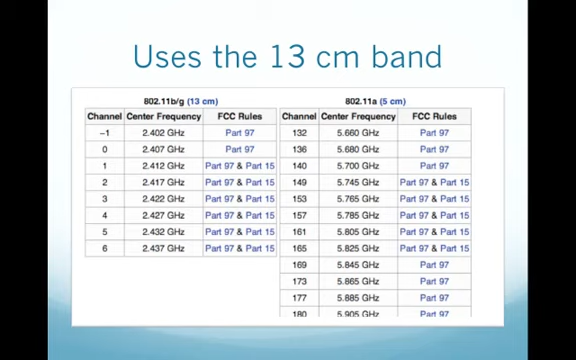 Uses the 13 cm band
802.11b/g (13 cm)
Channel Center Frequency FCC Rules
−1 2.402 GHz Part 97
0 2.407 GHz Part 97
1 2.412 GHz Part 97 & Part 15
2 2.417 GHz Part 97 & Part 15
3 2.422 GHz Part 97 & Part 15
4 2.427 GHz Part 97 & Part 15
5 2.432 GHz Part 97 & Part 15
6 2.437 GHz Part 97 & Part 15
802.11a (5 cm)
Channel Center Frequency FCC Rules
132 5.660 GHz Part 97
136 5.680 GHz Part 97
140 5.700 GHz Part 97
149 5.745 GHz Part 97 & Part 15
153 5.765 GHz Part 97 & Part 15
157 5.785 GHz Part 97 & Part 15
161 5.805 GHz Part 97 & Part 15
165 5.825 GHz Part 97 & Part 15
169 5.845 GHz Part 97
173 5.865 GHz Part 97
177 5.885 GHz Part 97
180 5.905 GHz Part 97